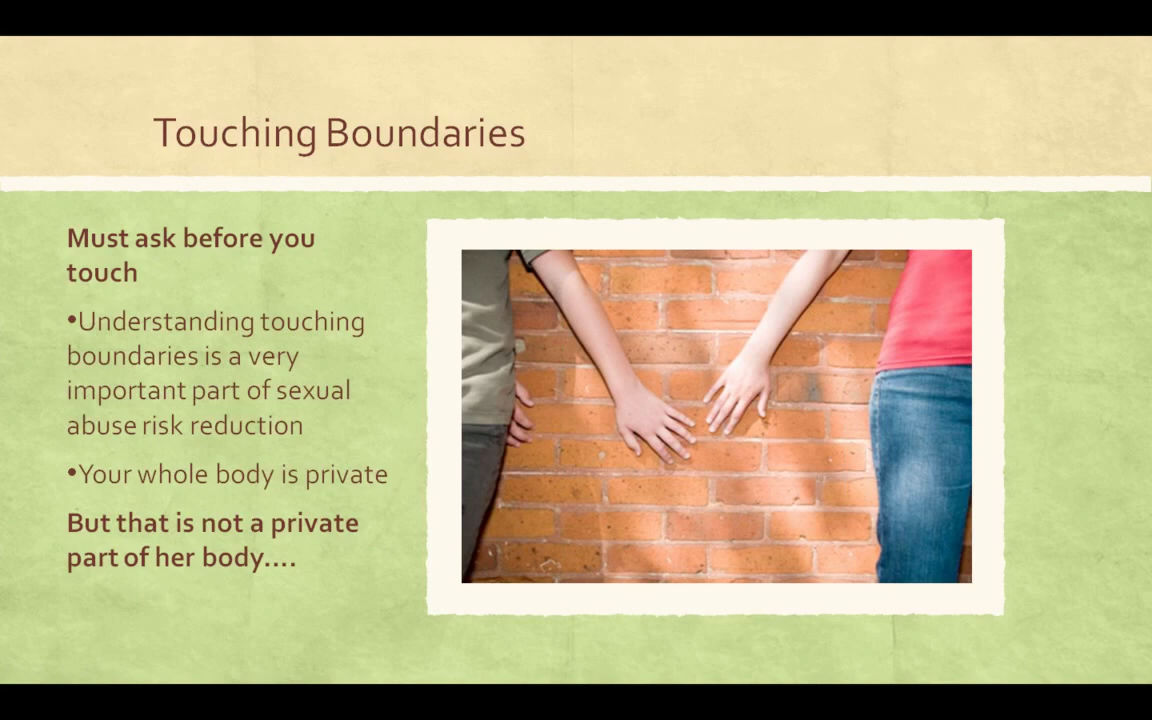 Touching Boundaries
Must ask before you
touch
•Understanding touching
boundaries is a very
important part of sexual
abuse risk reduction
•Your whole body is private
But that is not a private
part of her body....